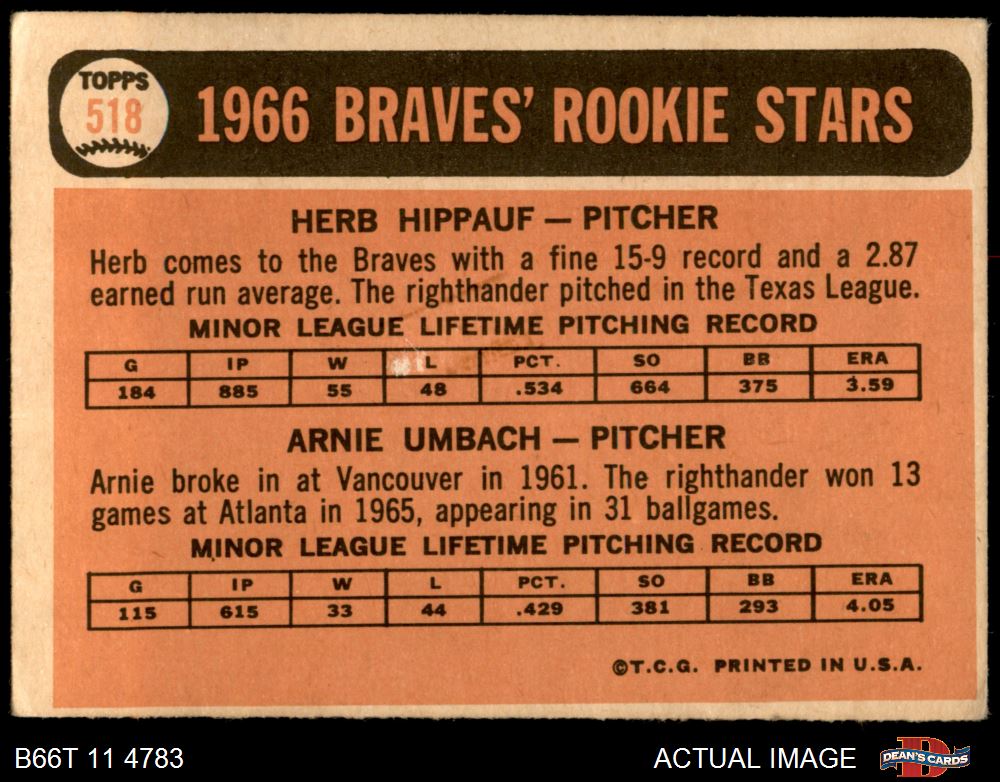 TOPPS
518
1966 BRAVES' ROOKIE STARS
HERB HIPPAUF — PITCHER
Herb comes to the Braves with a fine 15-9 record and a 2.87
earned run average. The righthander pitched in the Texas League.
MINOR LEAGUE LIFETIME PITCHING RECORD
G IP W L PCT. SO BB ERA
184 885 55 48 .534 664 375 3.59
ARNIE UMBACH — PITCHER
Arnie broke in at Vancouver in 1961. The righthander won 13
games at Atlanta in 1965, appearing in 31 ballgames.
MINOR LEAGUE LIFETIME PITCHING RECORD
G IP W L PCT. SO BB ERA
115 615 33 44 .429 381 293 4.05
©T.C.G. PRINTED IN U.S.A.
B66T 11 4783 ACTUAL IMAGE DEAN'S CARDS